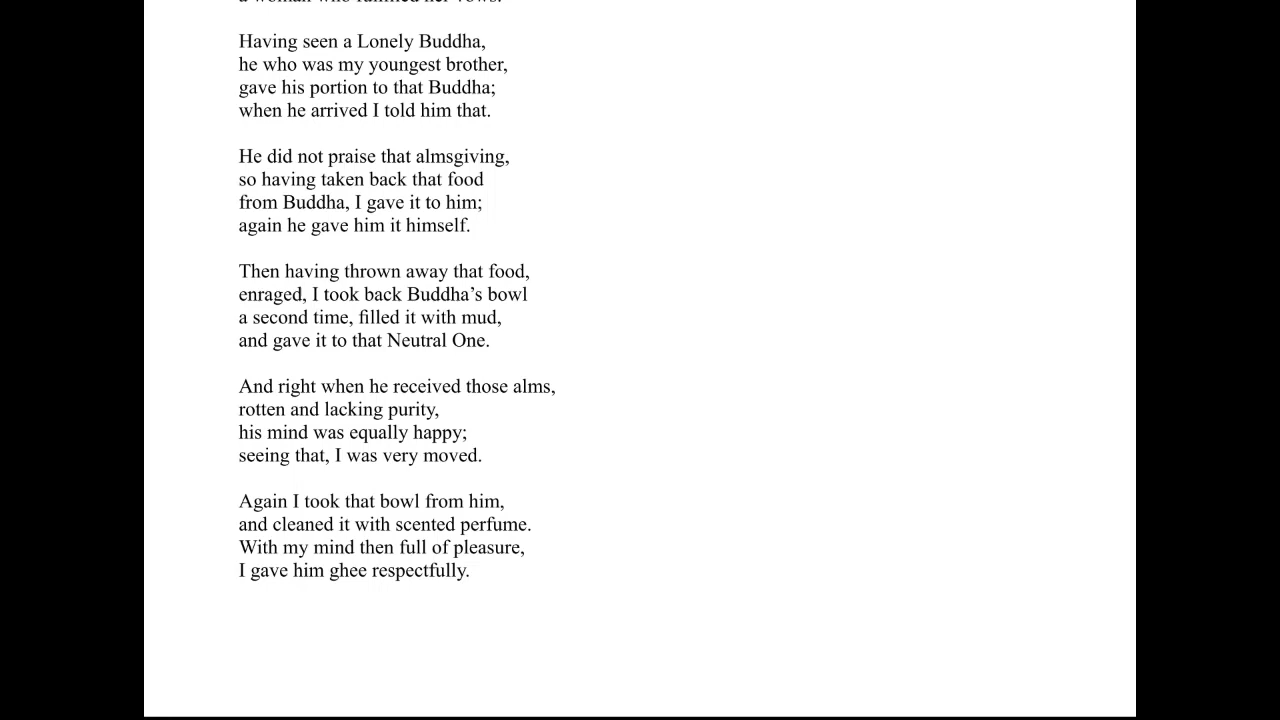 a woman who fulfilled her vows.
Having seen a Lonely Buddha,
he who was my youngest brother,
gave his portion to that Buddha;
when he arrived I told him that.
He did not praise that almsgiving,
so having taken back that food
from Buddha, I gave it to him;
again he gave him it himself.
Then having thrown away that food,
enraged, I took back Buddha’s bowl
a second time, filled it with mud,
and gave it to that Neutral One.
And right when he received those alms,
rotten and lacking purity,
his mind was equally happy;
seeing that, I was very moved.
Again I took that bowl from him,
and cleaned it with scented perfume.
With my mind then full of pleasure,
I gave him ghee respectfully.